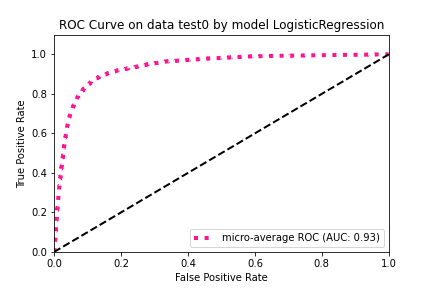 ROC Curve on data test0 by model LogisticRegression
True Positive Rate
1.0
0.8
0.6
0.4
0.2
0.0
micro-average ROC (AUC: 0.93)
0.0 0.2 0.4 0.6 0.8 1.0
False Positive Rate